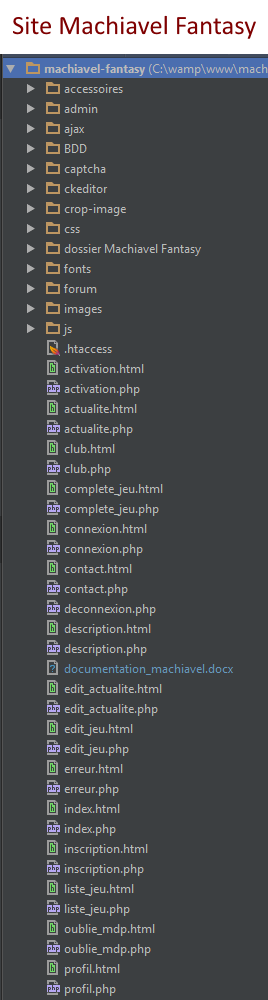 Site Machiavel Fantasy
machiavel-fantasy (C:\wamp\www\mach
accessoires
admin
ajax
BDD
captcha
ckeditor
crop-image
css
dossier Machiavel Fantasy
fonts
forum
images
js
.htaccess
activation.html
activation.php
actualite.html
actualite.php
club.html
club.php
complete_jeu.html
complete_jeu.php
connexion.html
connexion.php
contact.html
contact.php
deconnexion.php
description.html
description.php
documentation_machiavel.docx
edit_actualite.html
edit_actualite.php
edit_jeu.html
edit_jeu.php
erreur.html
erreur.php
index.html
index.php
inscription.html
inscription.php
liste_jeu.html
liste_jeu.php
oublie_mdp.html
oublie_mdp.php
profil.html
profil.php